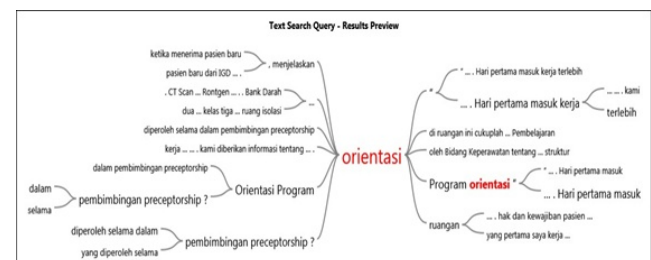 Text Search Query - Results Preview
ketika menerima pasien baru
pasien baru dari IGD ... .
, menjelaskan
. CT Scan ... Rontgen ... . . Bank Darah
dua ... kelas tiga ... ruang isolasi
...
diperoleh selama dalam pembimbingan preceptorship
kerja ... ... . kami diberikan informasi tentang ... .
dalam pembimbingan preceptorship
dalam
selama
pembimbingan preceptorship ?
Orientasi Program
diperoleh selama dalam
yang diperoleh selama
pembimbingan preceptorship ?
orientasi
"
" ... . Hari pertama masuk kerja terlebih
... . Hari pertama masuk kerja
... ... . kami
terlebih
di ruangan ini cukuplah ... Pembelajaran
oleh Bidang Keperawatan tentang ... struktur
Program orientasi "
" ... . Hari pertama masuk
... . Hari pertama masuk
ruangan
... . hak dan kewajiban pasien ...
yang pertama saya kerja ...